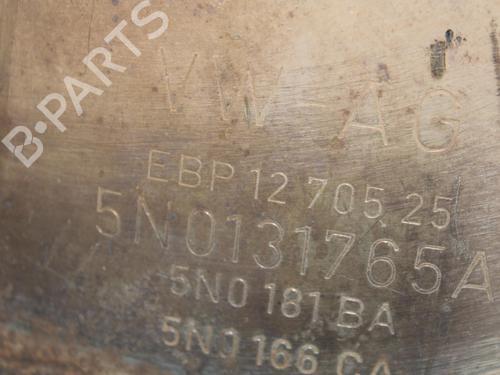 B-PARTS
VW-AG
EBP 12 705 25
5N0131765A
5N0 181 BA
5N0 166 CA